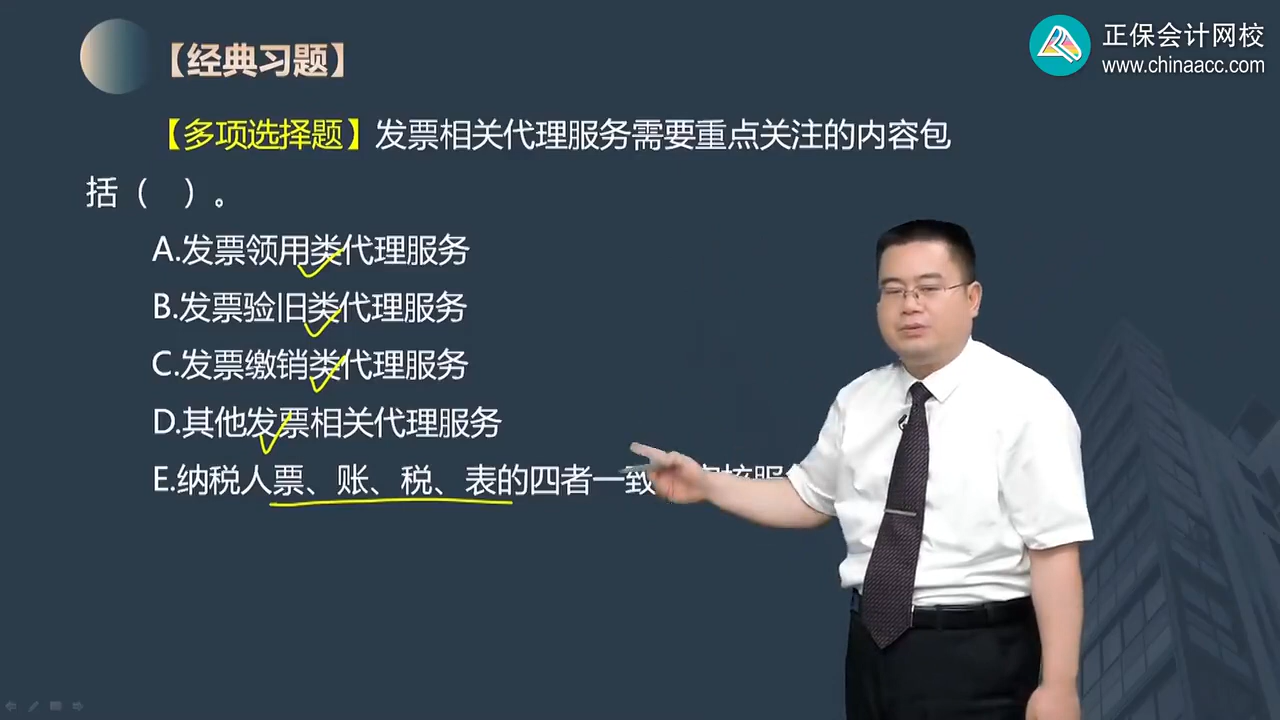 【经典习题】
正保会计网校
www.chinaacc.com
【多项选择题】发票相关代理服务需要重点关注的内容包
括（ ）。
A.发票领用类代理服务
B.发票验旧类代理服务
C.发票缴销类代理服务
D.其他发票相关代理服务
E.纳税人票、账、税、表的四者一致